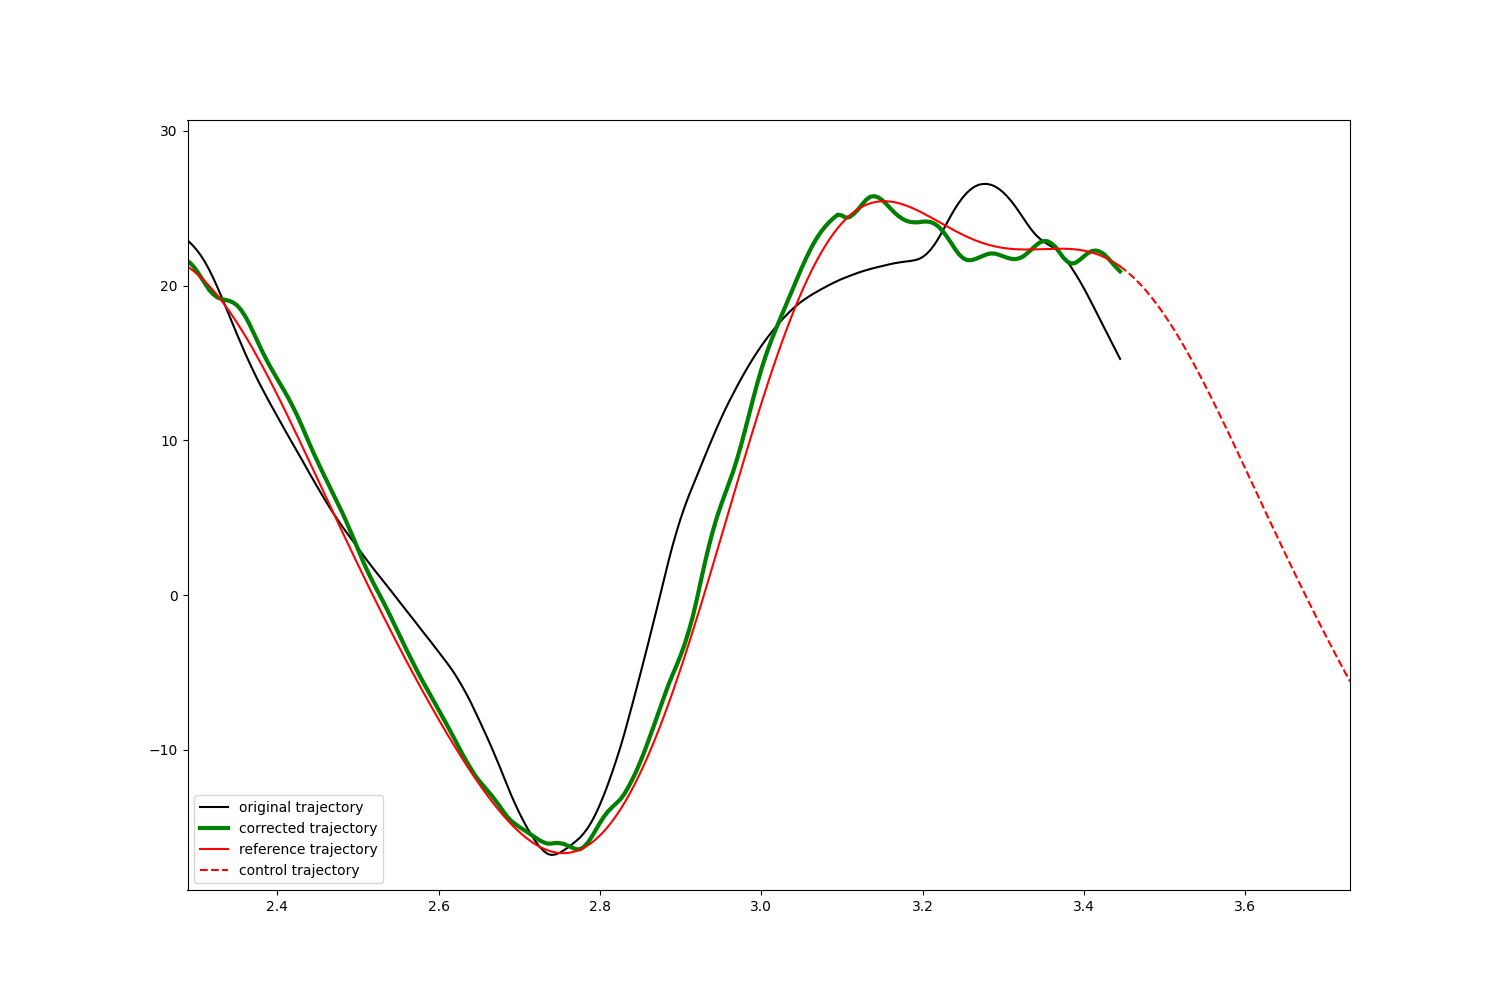 30
20
10
0
−10
original trajectory
corrected trajectory
reference trajectory
control trajectory
2.4 2.6 2.8 3.0 3.2 3.4 3.6